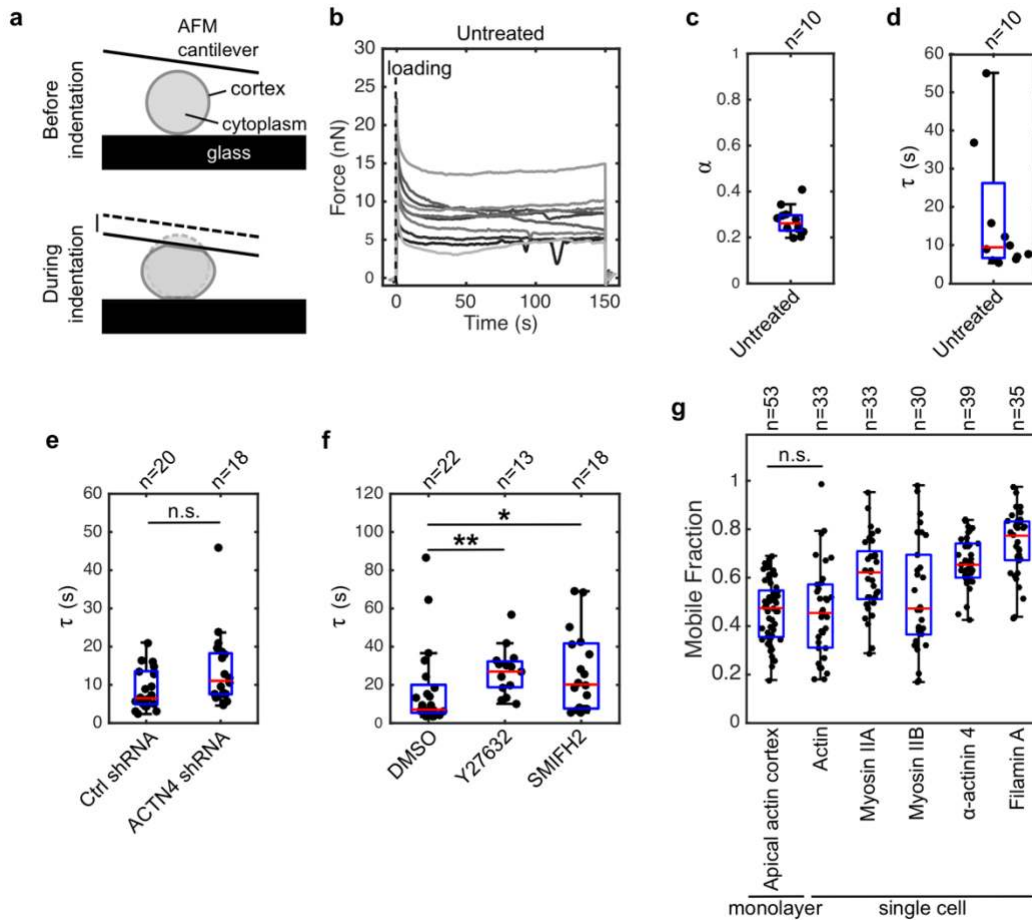 a
AFM
cantilever
cortex
cytoplasm
glass
Before
indentation
During
indentation
b
Untreated
loading
Force (nN)
30
25
20
15
10
5
0
0
50
100
150
Time (s)
c
n=10
α
1
0.8
0.6
0.4
0.2
0
Untreated
d
n=10
τ (s)
60
50
40
30
20
10
0
Untreated
e
n=20
n=18
n.s.
τ (s)
60
50
40
30
20
10
0
Ctrl shRNA
ACTN4 shRNA
f
n=22
n=13
n=18
*
**
τ (s)
120
100
80
60
40
20
0
DMSO
Y27632
SMIFH2
g
n=53
n=33
n=33
n=30
n=39
n=35
n.s.
Mobile Fraction
1
0.8
0.6
0.4
0.2
0
Apical actin cortex
Actin
Myosin IIA
Myosin IIB
α-actinin 4
Filamin A
monolayer
single cell